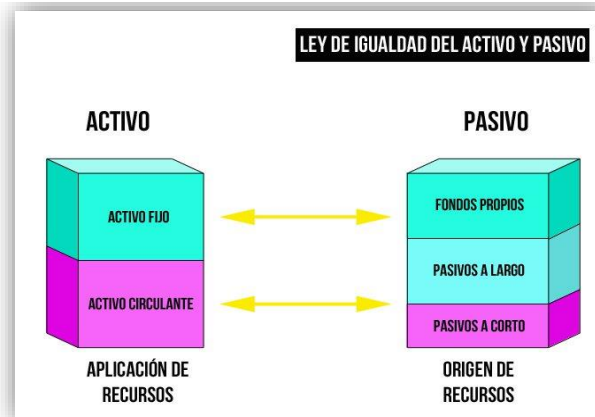 LEY DE IGUALDAD DEL ACTIVO Y PASIVO
ACTIVO
PASIVO
ACTIVO FIJO
ACTIVO CIRCULANTE
FONDOS PROPIOS
PASIVOS A LARGO
PASIVOS A CORTO
APLICACIÓN DE
RECURSOS
ORIGEN DE
RECURSOS